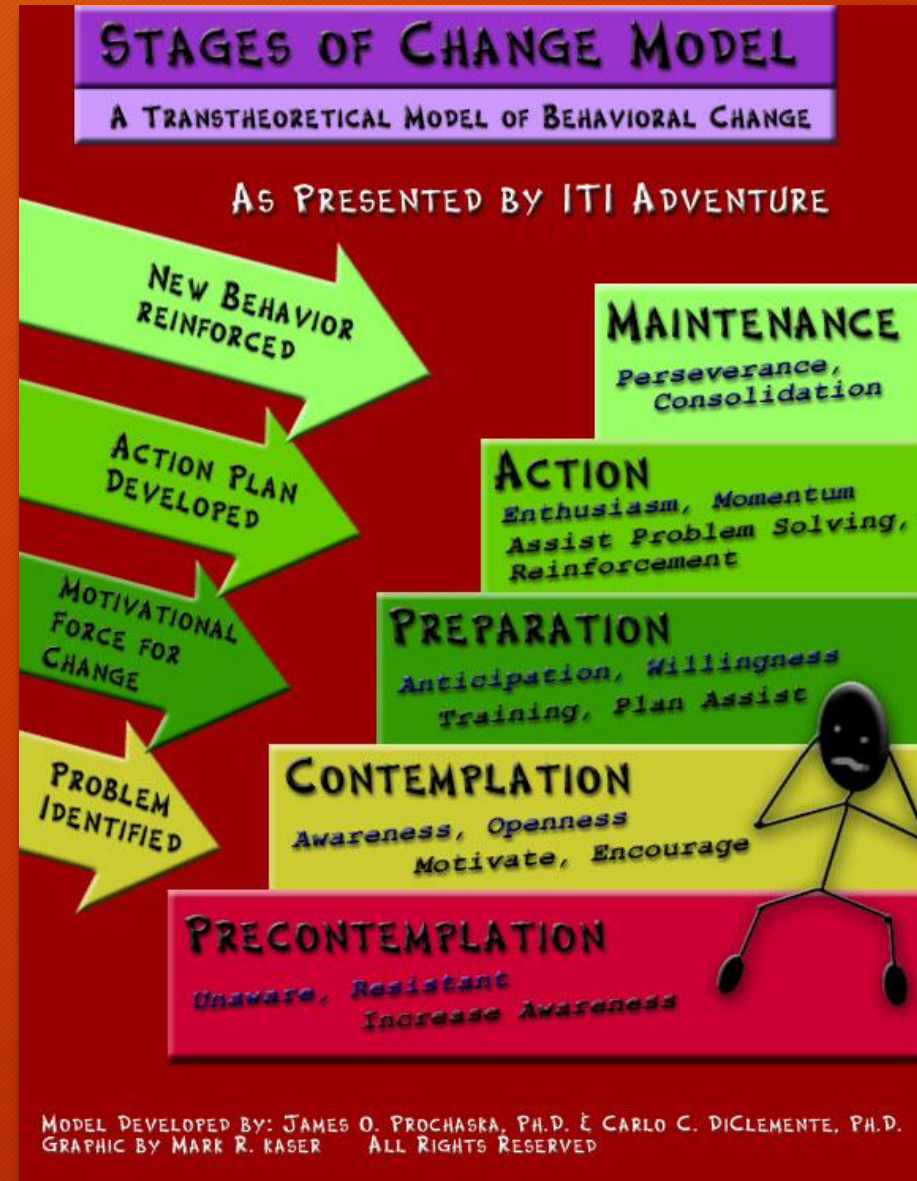 STAGES OF CHANGE MODEL
A TRANSTHEORETICAL MODEL OF BEHAVIORAL CHANGE
AS PRESENTED BY ITI ADVENTURE
NEW BEHAVIOR
REINFORCED
MAINTENANCE
Perseverance,
Consolidation
ACTION PLAN
DEVELOPED
ACTION
Enthusiasm, Momentum
Assist Problem Solving,
Reinforcement
MOTIVATIONAL
FORCE FOR
CHANGE
PREPARATION
Anticipation, Willingness
Training, Plan Assist
PROBLEM
IDENTIFIED
CONTEMPLATION
Awareness, Openness
Motivate, Encourage
PRECONTEMPLATION
Unaware, Resistant
Increase Awareness
MODEL DEVELOPED BY: JAMES O. PROCHASKA, PH.D. & CARLO C. DICLEMENTE, PH.D.
GRAPHIC BY MARK R. KASER ALL RIGHTS RESERVED